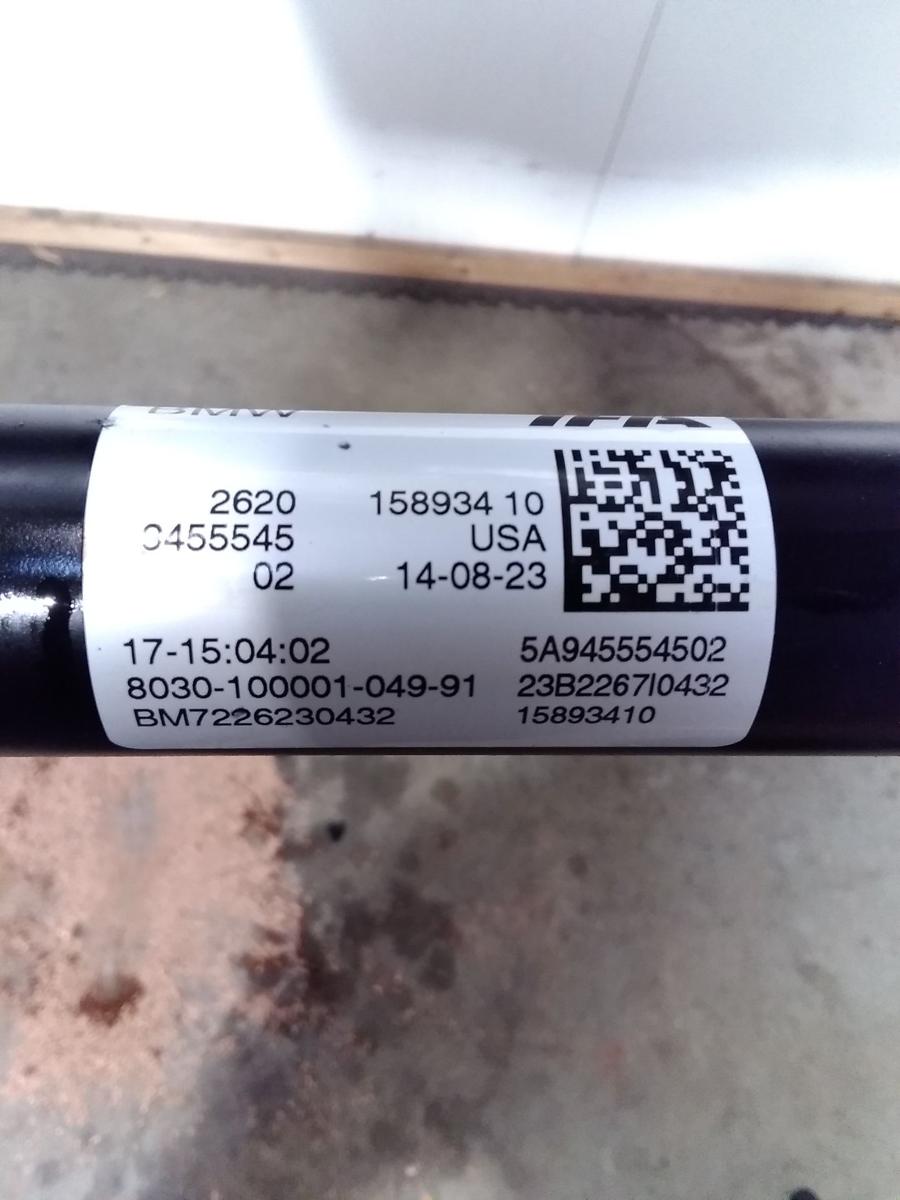 BMW
2620 158934 10
9455545 USA
02 14-08-23
17-15:04:02 5A945554502
8030-100001-049-91 23B2267I0432
BM7226230432 15893410